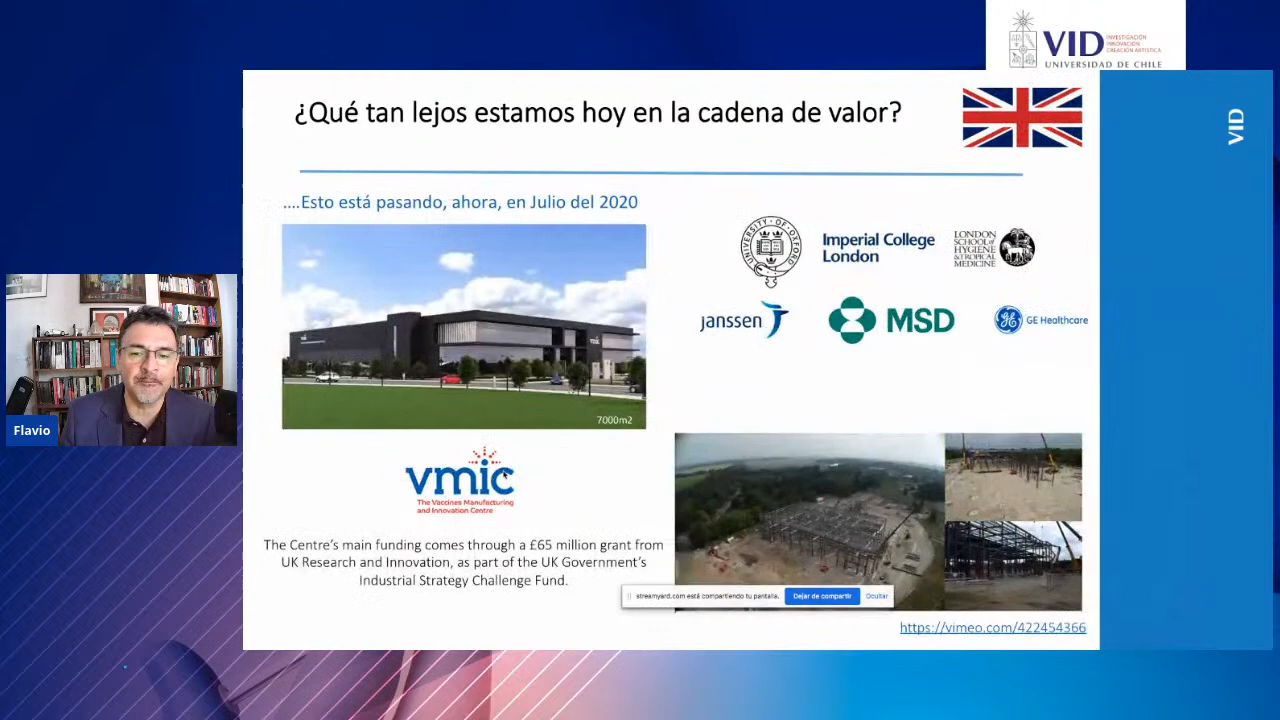 VID
INVESTIGACIÓN
INNOVACIÓN
CREACIÓN ARTÍSTICA
UNIVERSIDAD DE CHILE
¿Qué tan lejos estamos hoy en la cadena de valor?
VID
....Esto está pasando, ahora, en Julio del 2020
UNIVERSITY · OF · OXFORD
Imperial College
London
LONDON
SCHOOL of
HYGIENE
& TROPICAL
MEDICINE
janssen
MSD
GE Healthcare
7000m2
Flavio
vmic
The Vaccines Manufacturing
and Innovation Centre
The Centre's main funding comes through a £65 million grant from
UK Research and Innovation, as part of the UK Government's
Industrial Strategy Challenge Fund.
streamyard.com está compartiendo tu pantalla.
Dejar de compartir
Ocultar
https://vimeo.com/422454366